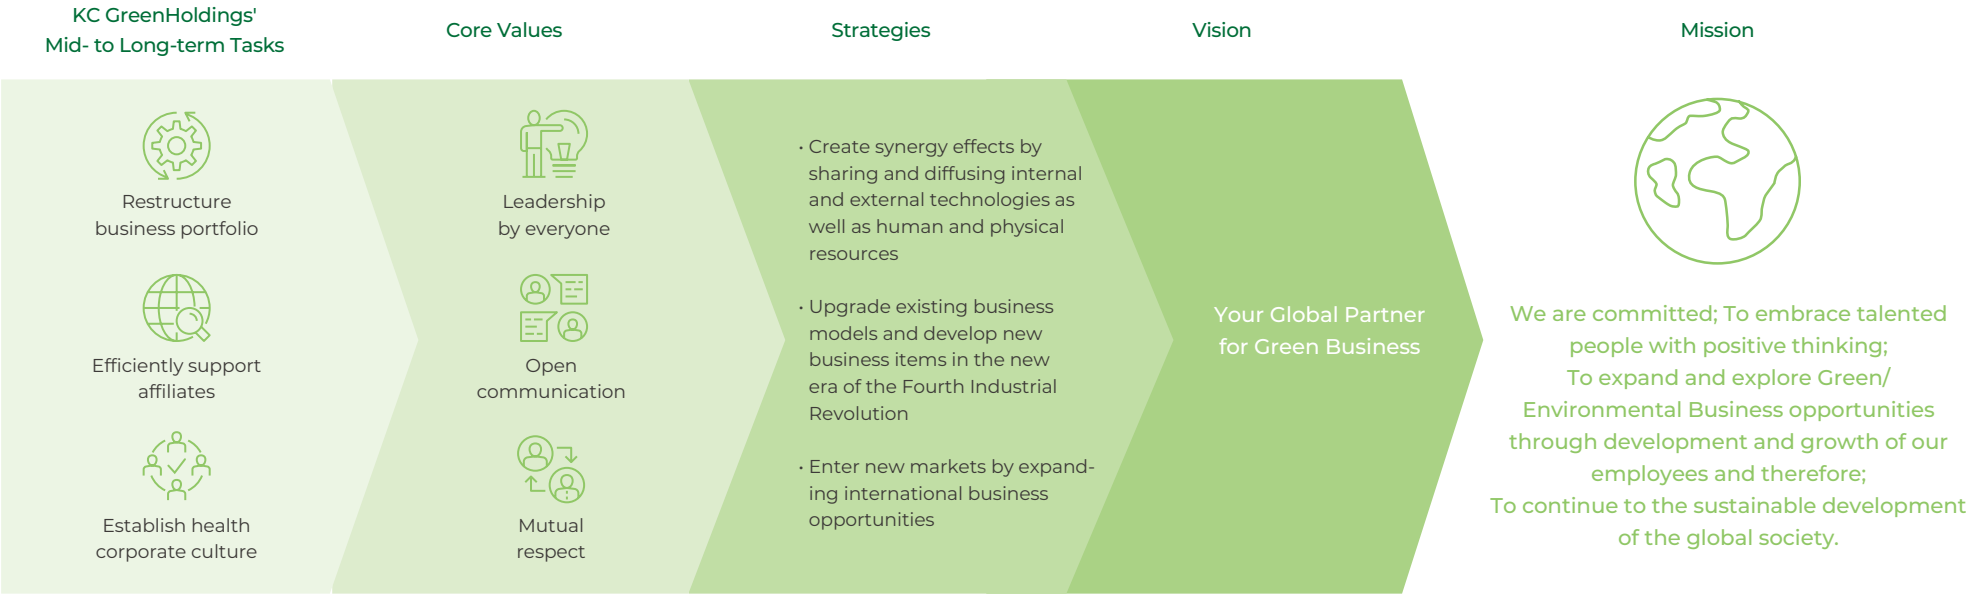 KC GreenHoldings'
Mid- to Long-term Tasks
Core Values
Strategies
Vision
Mission
Restructure
business portfolio
Efficiently support
affiliates
Establish health
corporate culture
Leadership
by everyone
Open
communication
Mutual
respect
• Create synergy effects by
sharing and diffusing internal
and external technologies as
well as human and physical
resources
• Upgrade existing business
models and develop new
business items in the new
era of the Fourth Industrial
Revolution
• Enter new markets by expand-
ing international business
opportunities
Your Global Partner
for Green Business
We are committed; To embrace talented
people with positive thinking;
To expand and explore Green/
Environmental Business opportunities
through development and growth of our
employees and therefore;
To continue to the sustainable development
of the global society.